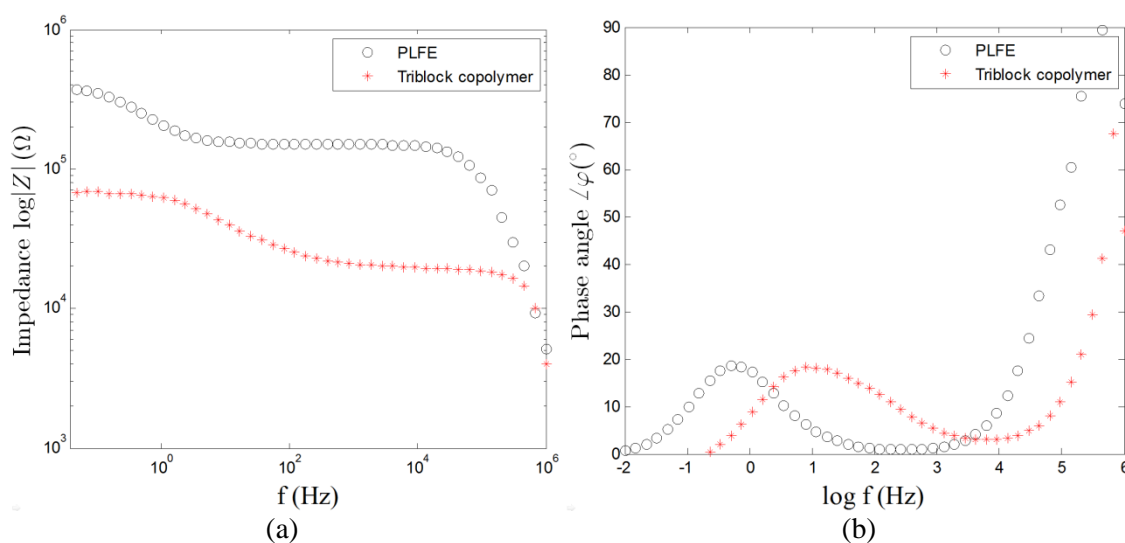 10^6
10^5
10^4
10^3
10^0
10^2
10^4
10^6
Impedance log|Z| (Ω)
f (Hz)
PLFE
Triblock copolymer
(a)
90
80
70
60
50
40
30
20
10
0
-2
-1
0
1
2
3
4
5
6
Phase angle ∠φ(°)
log f (Hz)
PLFE
Triblock copolymer
(b)